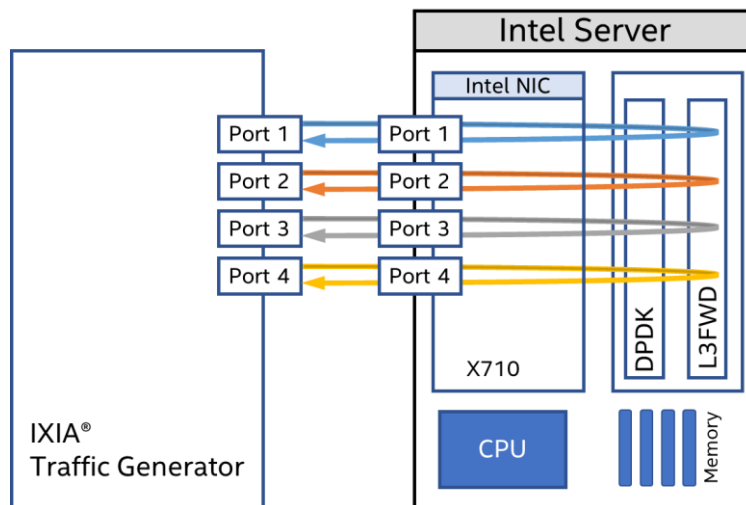 Intel Server
Intel NIC
Port 1
Port 1
Port 2
Port 2
Port 3
Port 3
Port 4
Port 4
DPDK
L3FWD
X710
IXIA®
Traffic Generator
CPU
Memory